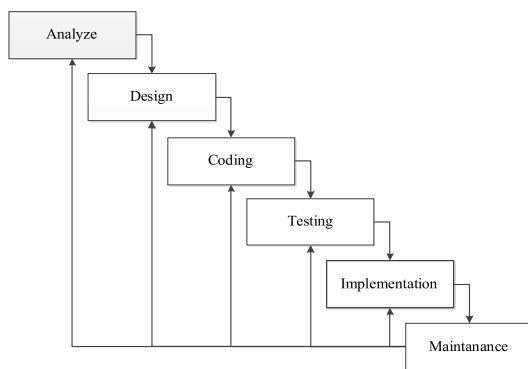 Analyze
Design
Coding
Testing
Implementation
Maintanance